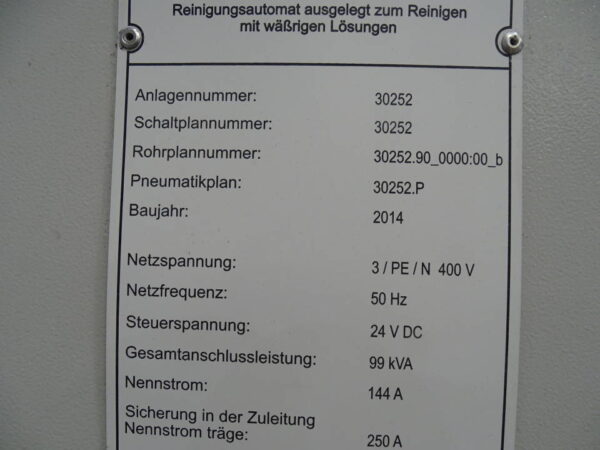 Reinigungsautomat ausgelegt zum Reinigen
mit wäßrigen Lösungen
Anlagennummer: 30252
Schaltplannummer: 30252
Rohrplannummer: 30252.90_0000:00_b
Pneumatikplan: 30252.P
Baujahr: 2014
Netzspannung: 3 / PE / N 400 V
Netzfrequenz: 50 Hz
Steuerspannung: 24 V DC
Gesamtanschlussleistung: 99 kVA
Nennstrom: 144 A
Sicherung in der Zuleitung
Nennstrom träge: 250 A